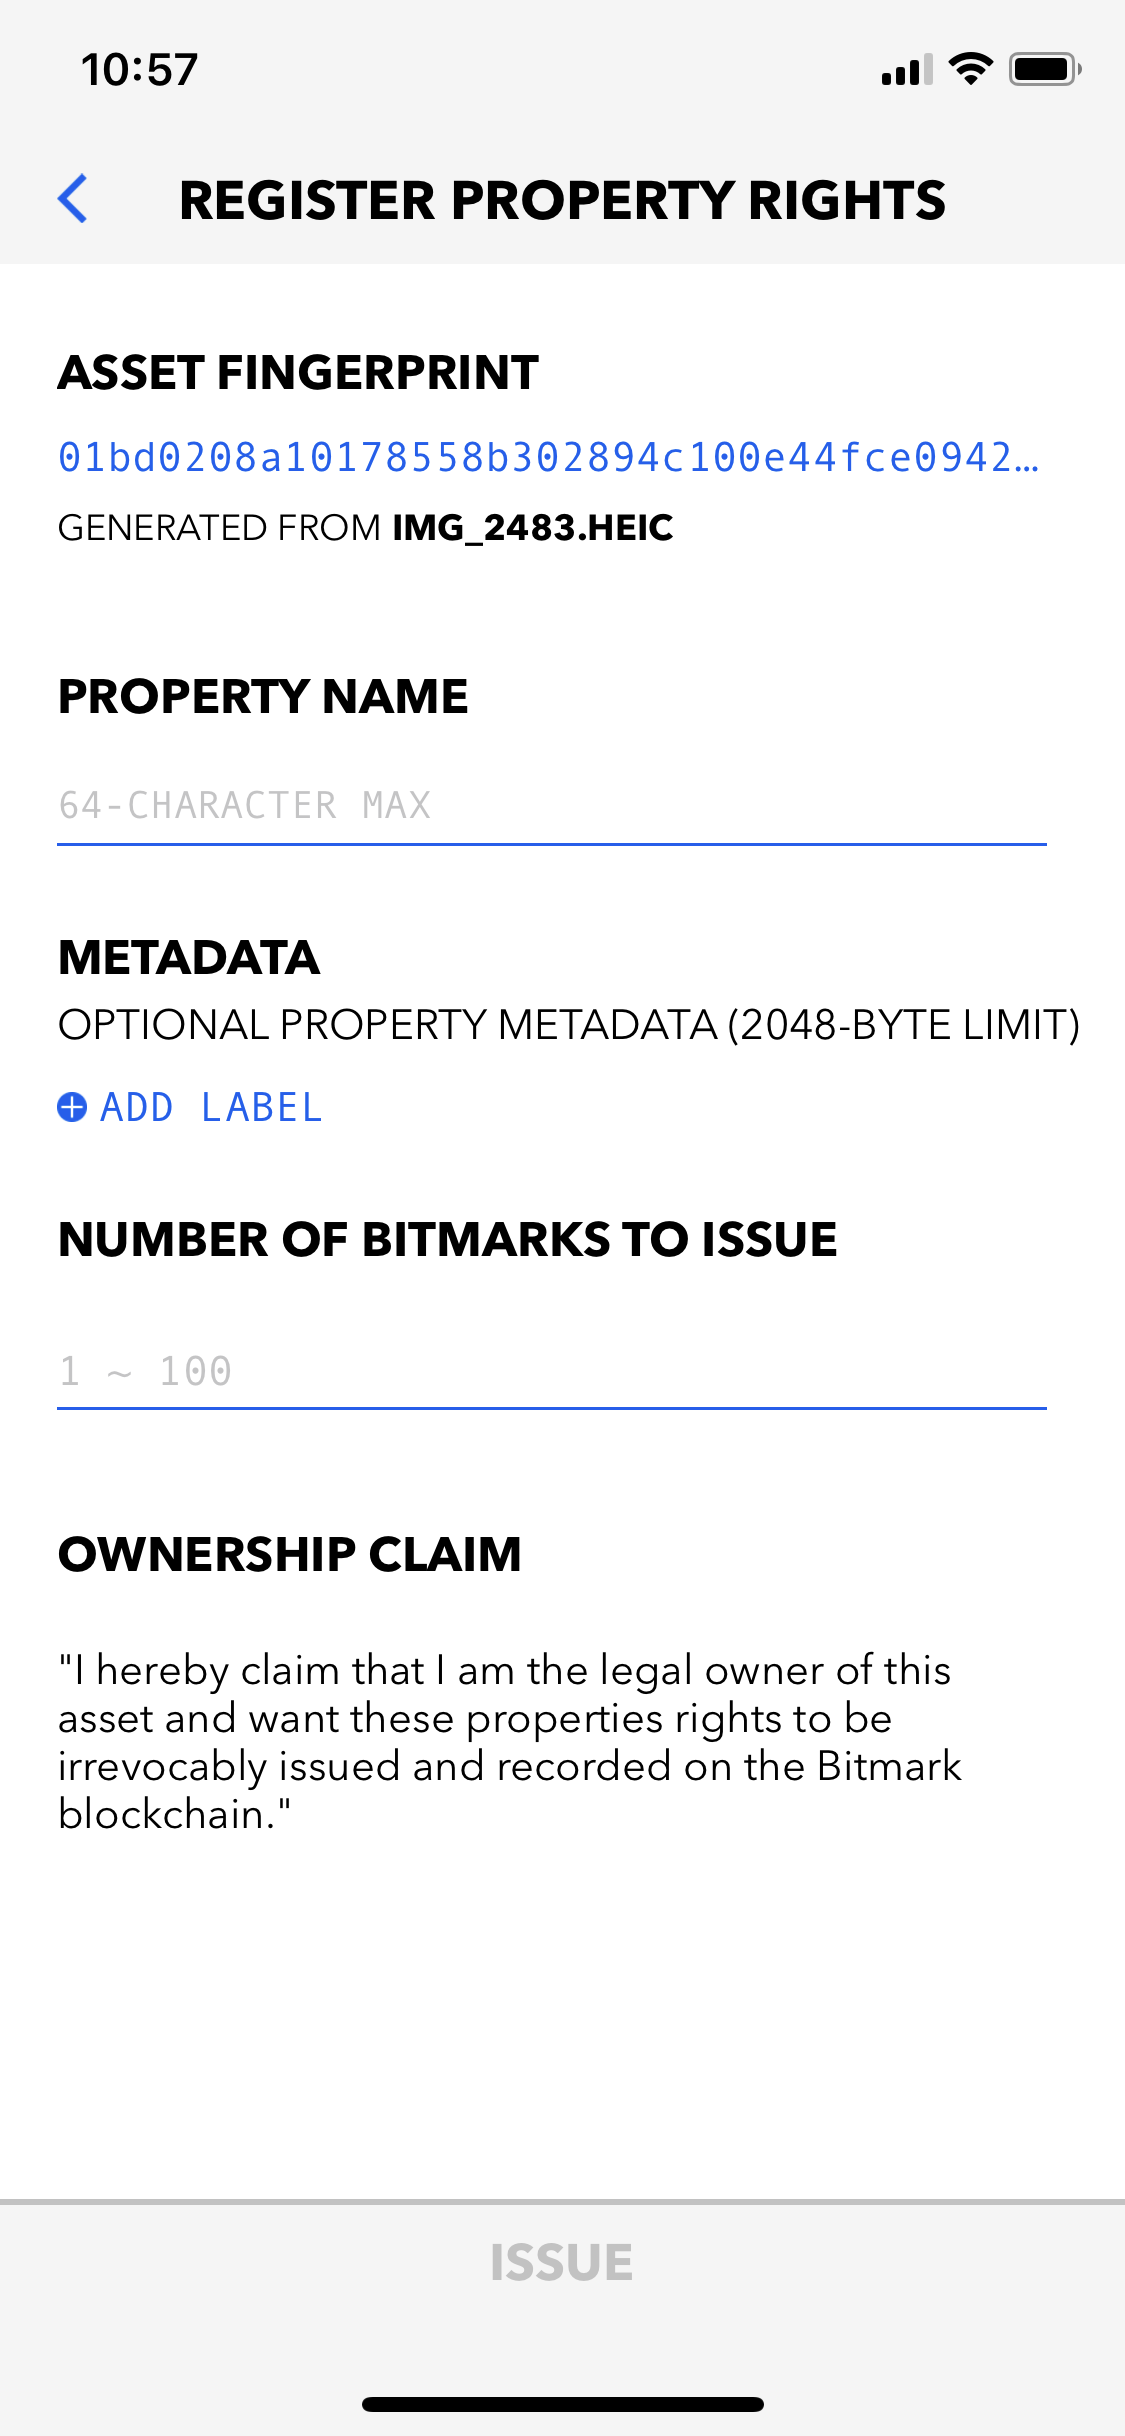 10:57
REGISTER PROPERTY RIGHTS
ASSET FINGERPRINT
01bd0208a10178558b302894c100e44fce0942…
GENERATED FROM IMG_2483.HEIC
PROPERTY NAME
64-CHARACTER MAX
METADATA
OPTIONAL PROPERTY METADATA (2048-BYTE LIMIT)
ADD LABEL
NUMBER OF BITMARKS TO ISSUE
1 ~ 100
OWNERSHIP CLAIM
"I hereby claim that I am the legal owner of this
asset and want these properties rights to be
irrevocably issued and recorded on the Bitmark
blockchain."
ISSUE